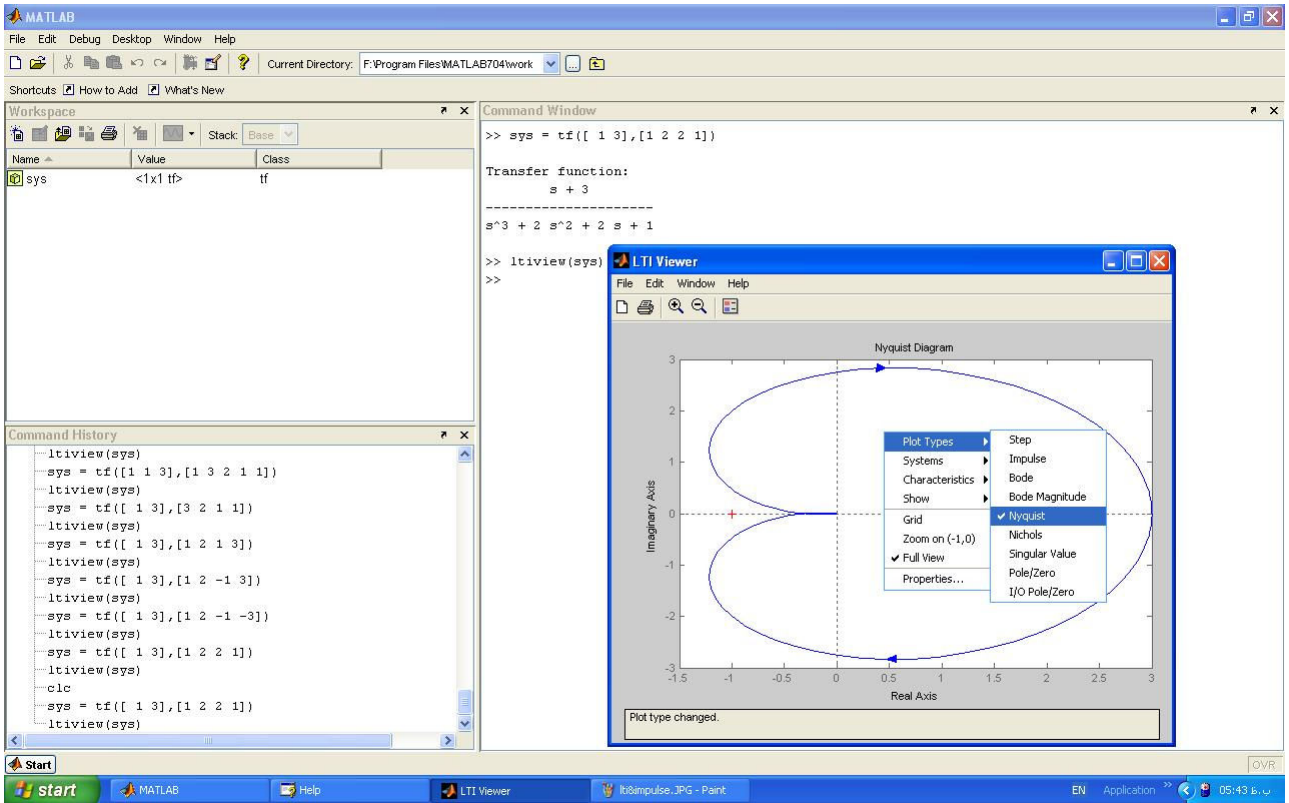 MATLAB
File Edit Debug Desktop Window Help
Current Directory: F:\Program Files\MATLAB704\work
Shortcuts How to Add What's New
Workspace
Stack: Base
Name Value Class
sys <1x1 tf> tf
Command History
ltiview(sys)
sys = tf([1 1 3],[1 3 2 1 1])
ltiview(sys)
sys = tf([ 1 3],[3 2 1 1])
ltiview(sys)
sys = tf([ 1 3],[1 2 1 3])
ltiview(sys)
sys = tf([ 1 3],[1 2 -1 3])
ltiview(sys)
sys = tf([ 1 3],[1 2 -1 -3])
ltiview(sys)
sys = tf([ 1 3],[1 2 2 1])
ltiview(sys)
clc
sys = tf([ 1 3],[1 2 2 1])
ltiview(sys)
Command Window
>> sys = tf([ 1 3],[1 2 2 1])
Transfer function:
s + 3
---------------------
s^3 + 2 s^2 + 2 s + 1
>> ltiview(sys)
>>
LTI Viewer
File Edit Window Help
Nyquist Diagram
3
2
1
0
-1
-2
-3
Imaginary Axis
-1.5 -1 -0.5 0 0.5 1 1.5 2 2.5 3
Real Axis
Plot Types
Systems
Characteristics
Show
Grid
Zoom on (-1,0)
Full View
Properties...
Step
Impulse
Bode
Bode Magnitude
Nyquist
Nichols
Singular Value
Pole/Zero
I/O Pole/Zero
Plot type changed.
Start
OVR
start MATLAB Help LTI Viewer lti8impulse.JPG - Paint EN Application 05:43 ب.ظ